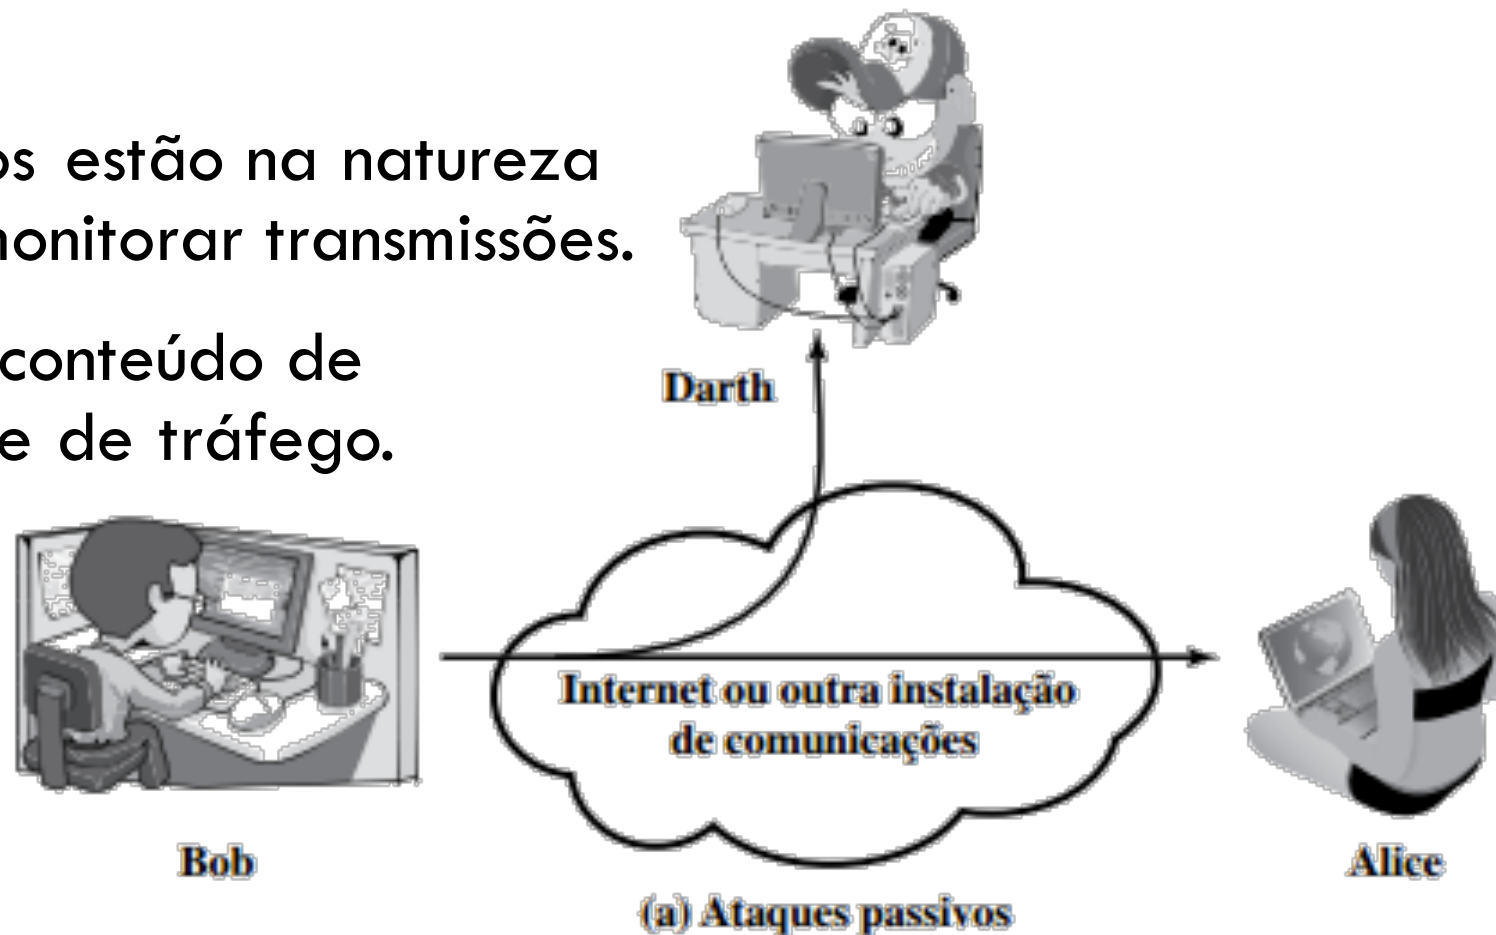 os estão na natureza
monitorar transmissões.
conteúdo de
e de tráfego.
Darth
Internet ou outra instalação
de comunicações
Bob
Alice
(a) Ataques passivos